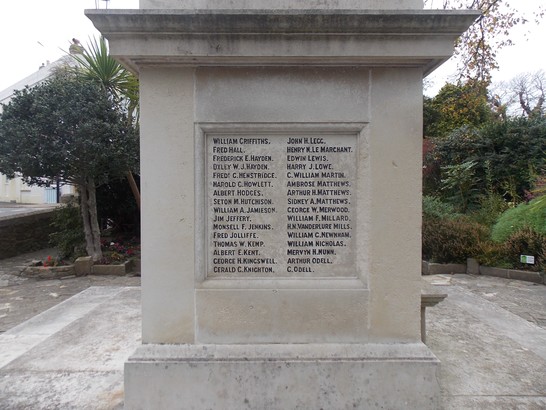 WILLIAM GRIFFITHS.
FRED HALL.
FREDERICK E. HAYDEN.
DILLY W. J. HAYDEN.
FRED G. HENSTRIDGE.
HAROLD G. HOWLETT.
ALBERT HODGES.
SETON M. HUTCHISON.
WILLIAM A. JAMIESON.
JIM JEFFERY.
MONSELL F. JENKINS.
FRED JOLLIFFE.
THOMAS W. KEMP.
ALBERT E. KENT.
GEORGE H. KINGSWELL.
GERALD G. KNIGHTON.
JOHN H. LEGG.
HENRY N. LE MARCHANT.
EDWIN LEWIS.
HARRY J. LOWE.
C. WILLIAM MARTIN.
AMBROSE MATTHEWS.
ARTHUR H. MATTHEWS.
SIDNEY A. MATTHEWS.
GEORGE W. MERWOOD.
WILLIAM F. MILLARD.
H. N. VANDELEUR MILLS.
WILLIAM C. NEWNHAM.
WILLIAM NICHOLAS.
MERVYN H. NUNN.
ARTHUR ODELL.
G. ODELL.